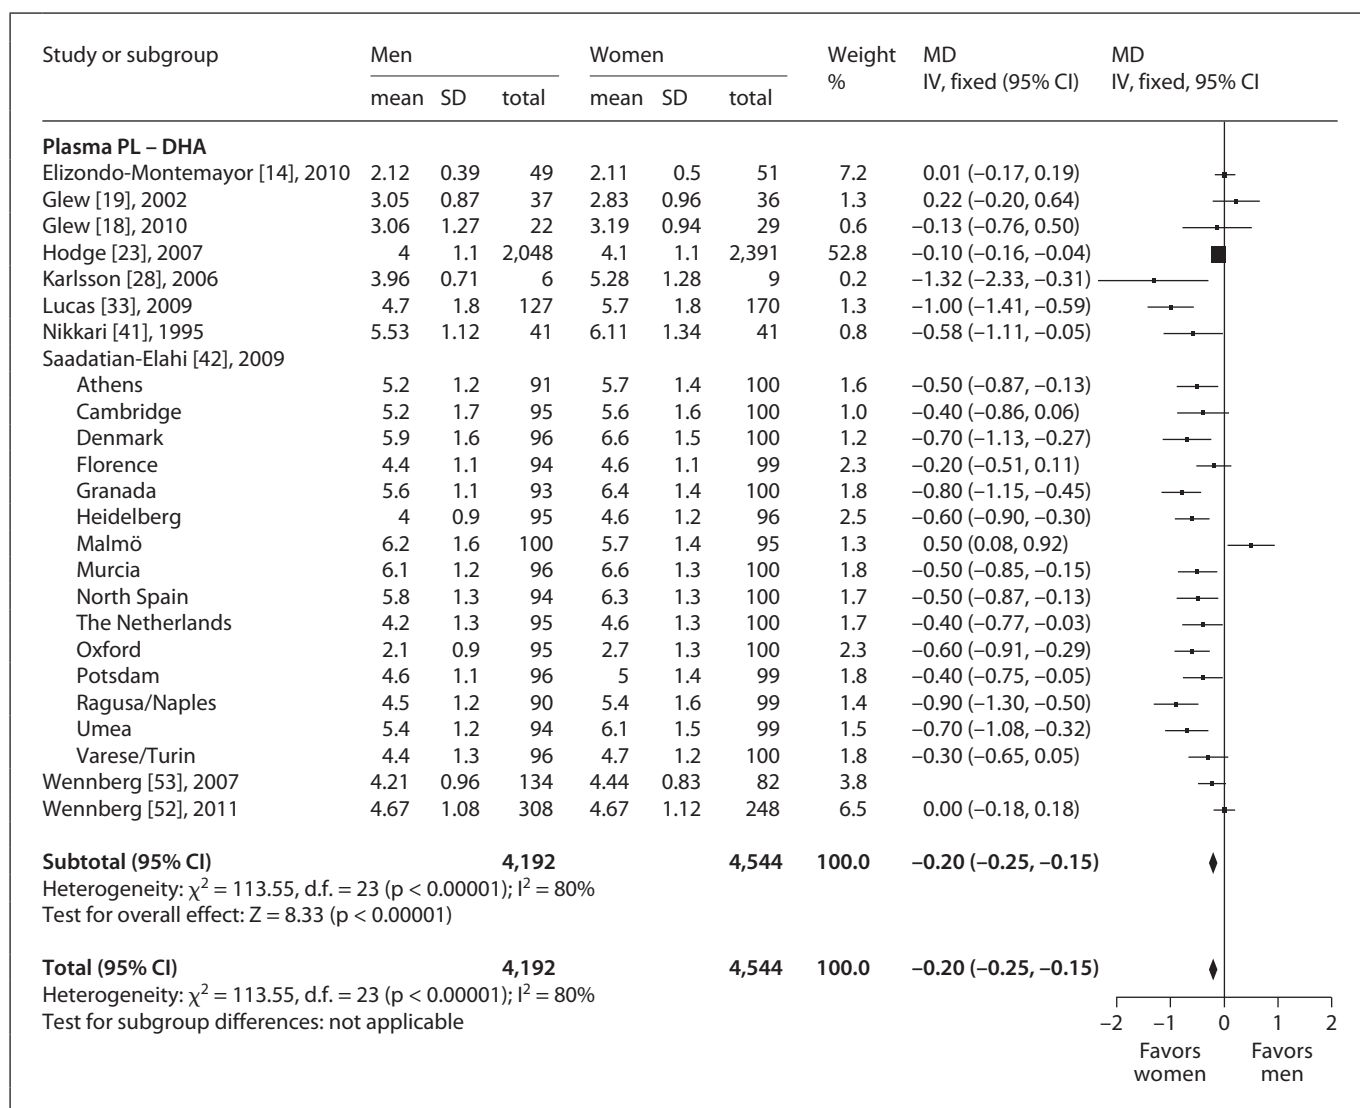 Study or subgroup Men Women Weight MD MD
% IV, fixed (95% CI) IV, fixed, 95% CI
mean SD total mean SD total
Plasma PL – DHA
Elizondo-Montemayor [14], 2010 2.12 0.39 49 2.11 0.5 51 7.2 0.01 (–0.17, 0.19)
Glew [19], 2002 3.05 0.87 37 2.83 0.96 36 1.3 0.22 (–0.20, 0.64)
Glew [18], 2010 3.06 1.27 22 3.19 0.94 29 0.6 –0.13 (–0.76, 0.50)
Hodge [23], 2007 4 1.1 2,048 4.1 1.1 2,391 52.8 –0.10 (–0.16, –0.04)
Karlsson [28], 2006 3.96 0.71 6 5.28 1.28 9 0.2 –1.32 (–2.33, –0.31)
Lucas [33], 2009 4.7 1.8 127 5.7 1.8 170 1.3 –1.00 (–1.41, –0.59)
Nikkari [41], 1995 5.53 1.12 41 6.11 1.34 41 0.8 –0.58 (–1.11, –0.05)
Saadatian-Elahi [42], 2009
Athens 5.2 1.2 91 5.7 1.4 100 1.6 –0.50 (–0.87, –0.13)
Cambridge 5.2 1.7 95 5.6 1.6 100 1.0 –0.40 (–0.86, 0.06)
Denmark 5.9 1.6 96 6.6 1.5 100 1.2 –0.70 (–1.13, –0.27)
Florence 4.4 1.1 94 4.6 1.1 99 2.3 –0.20 (–0.51, 0.11)
Granada 5.6 1.1 93 6.4 1.4 100 1.8 –0.80 (–1.15, –0.45)
Heidelberg 4 0.9 95 4.6 1.2 96 2.5 –0.60 (–0.90, –0.30)
Malmö 6.2 1.6 100 5.7 1.4 95 1.3 0.50 (0.08, 0.92)
Murcia 6.1 1.2 96 6.6 1.3 100 1.8 –0.50 (–0.85, –0.15)
North Spain 5.8 1.3 94 6.3 1.3 100 1.7 –0.50 (–0.87, –0.13)
The Netherlands 4.2 1.3 95 4.6 1.3 100 1.7 –0.40 (–0.77, –0.03)
Oxford 2.1 0.9 95 2.7 1.3 100 2.3 –0.60 (–0.91, –0.29)
Potsdam 4.6 1.1 96 5 1.4 99 1.8 –0.40 (–0.75, –0.05)
Ragusa/Naples 4.5 1.2 90 5.4 1.6 99 1.4 –0.90 (–1.30, –0.50)
Umea 5.4 1.2 94 6.1 1.5 99 1.5 –0.70 (–1.08, –0.32)
Varese/Turin 4.4 1.3 96 4.7 1.2 100 1.8 –0.30 (–0.65, 0.05)
Wennberg [53], 2007 4.21 0.96 134 4.44 0.83 82 3.8
Wennberg [52], 2011 4.67 1.08 308 4.67 1.12 248 6.5 0.00 (–0.18, 0.18)
Subtotal (95% CI) 4,192 4,544 100.0 –0.20 (–0.25, –0.15)
Heterogeneity: χ² = 113.55, d.f. = 23 (p < 0.00001); I² = 80%
Test for overall effect: Z = 8.33 (p < 0.00001)
Total (95% CI) 4,192 4,544 100.0 –0.20 (–0.25, –0.15)
Heterogeneity: χ² = 113.55, d.f. = 23 (p < 0.00001); I² = 80%
Test for subgroup differences: not applicable
–2 –1 0 1 2
Favors women Favors men